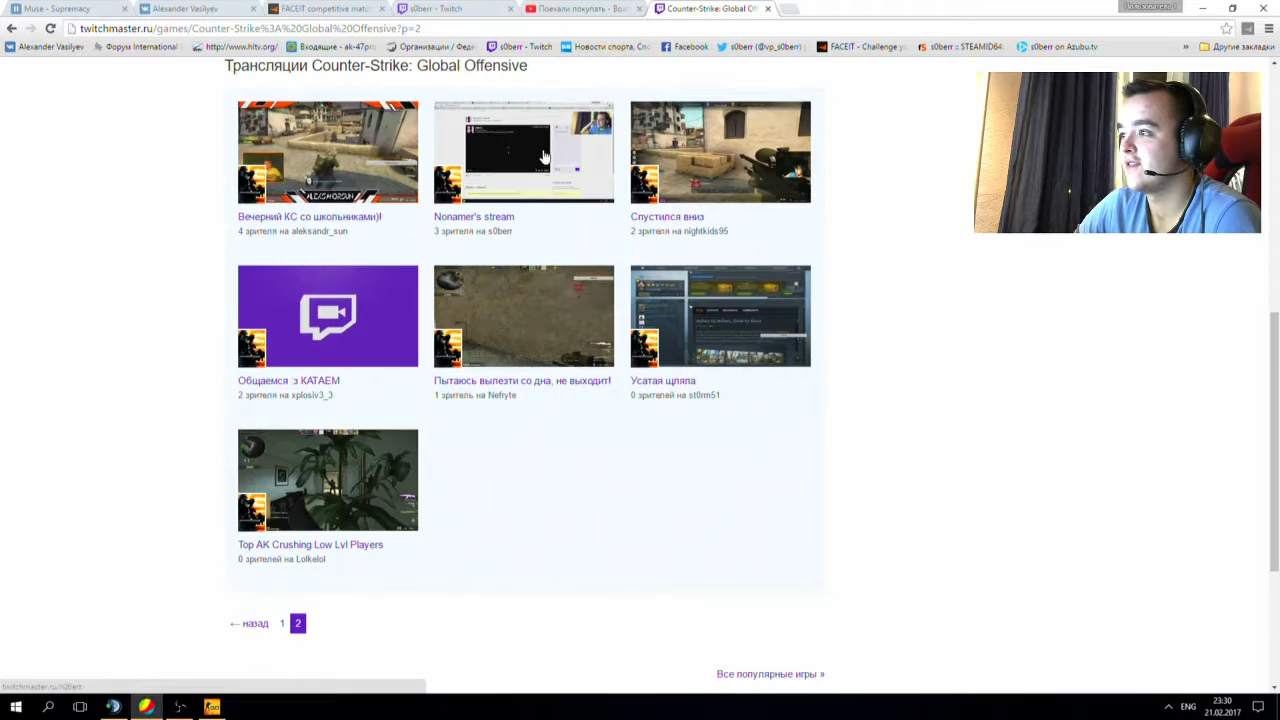 Muse - Supremacy
Alexander Vasilyev
FACEIT competitive matc
s0berr - Twitch
Поехали покупать - Boa
Counter-Strike: Global Of
twitchmaster.ru/games/Counter-Strike%3A%20Global%20Offensive?p=2
Alexander Vasilyev
Форум International
http://www.hltv.org/
Входящие - ak-47pro
Организации / Феде
s0berr - Twitch
Новости спорта, Спо
Facebook
s0berr (@vp_s0berr)
FACEIT - Challenge yo
s0berr :: STEAMID64
s0berr on Azubu.tv
Другие закладки
Трансляции Counter-Strike: Global Offensive
ALEKSANDRSUN
Вечерний КС со школьниками)!
4 зрителя на aleksandr_sun
Nonamer's stream
3 зрителя на s0berr
Спустился вниз
2 зрителя на nightkids95
Общаемся :з КАТАЕМ
2 зрителя на xplosiv3_3
Пытаюсь вылезти со дна, не выходит!
1 зритель на Nefryte
Усатая щляпа
0 зрителей на st0rm51
Top AK Crushing Low Lvl Players
0 зрителей на Lolkelol
← назад 1 2
Все популярные игры »
ENG
23:30
21.02.2017